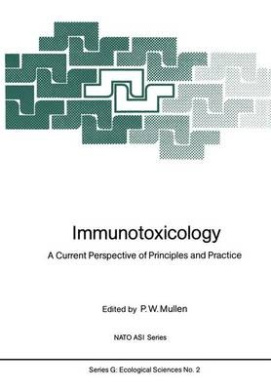 Immunotoxicology
A Current Perspective of Principles and Practice
Edited by P.W. Mullen
NATO ASI Series
Series G: Ecological Sciences No. 2